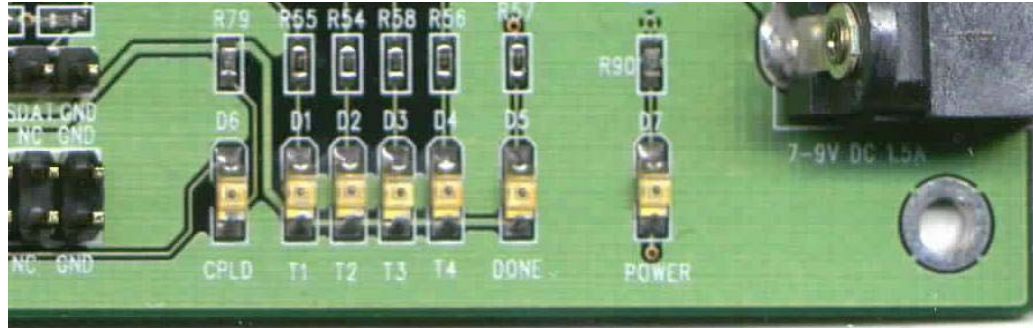 R79 R55 R54 R58 R56 R57
R90
SDA1 GND
NC GND
D6 D1 D2 D3 D4 D5 D7
7-9V DC 1.5A
NC GND
CPLD T1 T2 T3 T4 DONE POWER